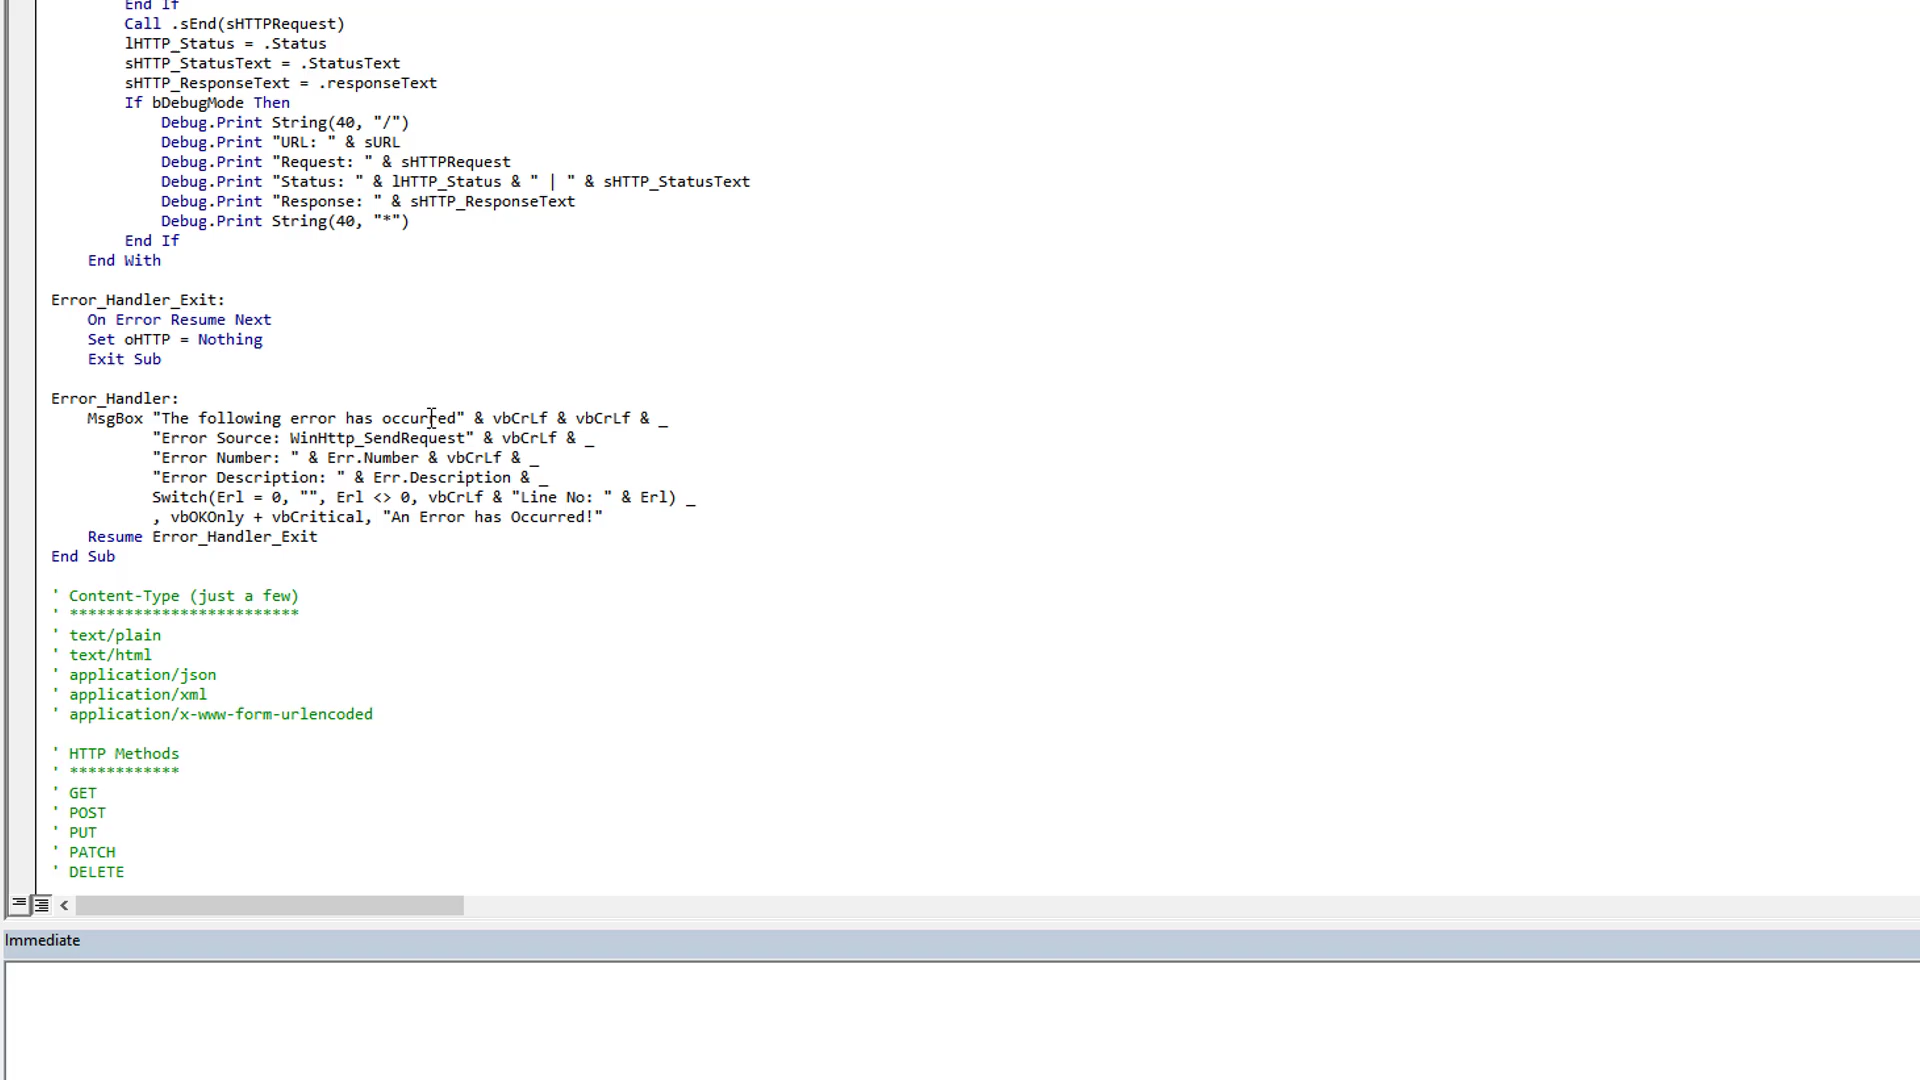 End If
Call .sEnd(sHTTPRequest)
lHTTP_Status = .Status
sHTTP_StatusText = .StatusText
sHTTP_ResponseText = .responseText
If bDebugMode Then
Debug.Print String(40, "/")
Debug.Print "URL: " & sURL
Debug.Print "Request: " & sHTTPRequest
Debug.Print "Status: " & lHTTP_Status & " | " & sHTTP_StatusText
Debug.Print "Response: " & sHTTP_ResponseText
Debug.Print String(40, "*")
End If
End With
Error_Handler_Exit:
On Error Resume Next
Set oHTTP = Nothing
Exit Sub
Error_Handler:
MsgBox "The following error has occurred" & vbCrLf & vbCrLf & _
"Error Source: WinHttp_SendRequest" & vbCrLf & _
"Error Number: " & Err.Number & vbCrLf & _
"Error Description: " & Err.Description & _
Switch(Erl = 0, "", Erl <> 0, vbCrLf & "Line No: " & Erl) _
, vbOKOnly + vbCritical, "An Error has Occurred!"
Resume Error_Handler_Exit
End Sub
' Content-Type (just a few)
' *************************
' text/plain
' text/html
' application/json
' application/xml
' application/x-www-form-urlencoded
' HTTP Methods
' ************
' GET
' POST
' PUT
' PATCH
' DELETE
Immediate